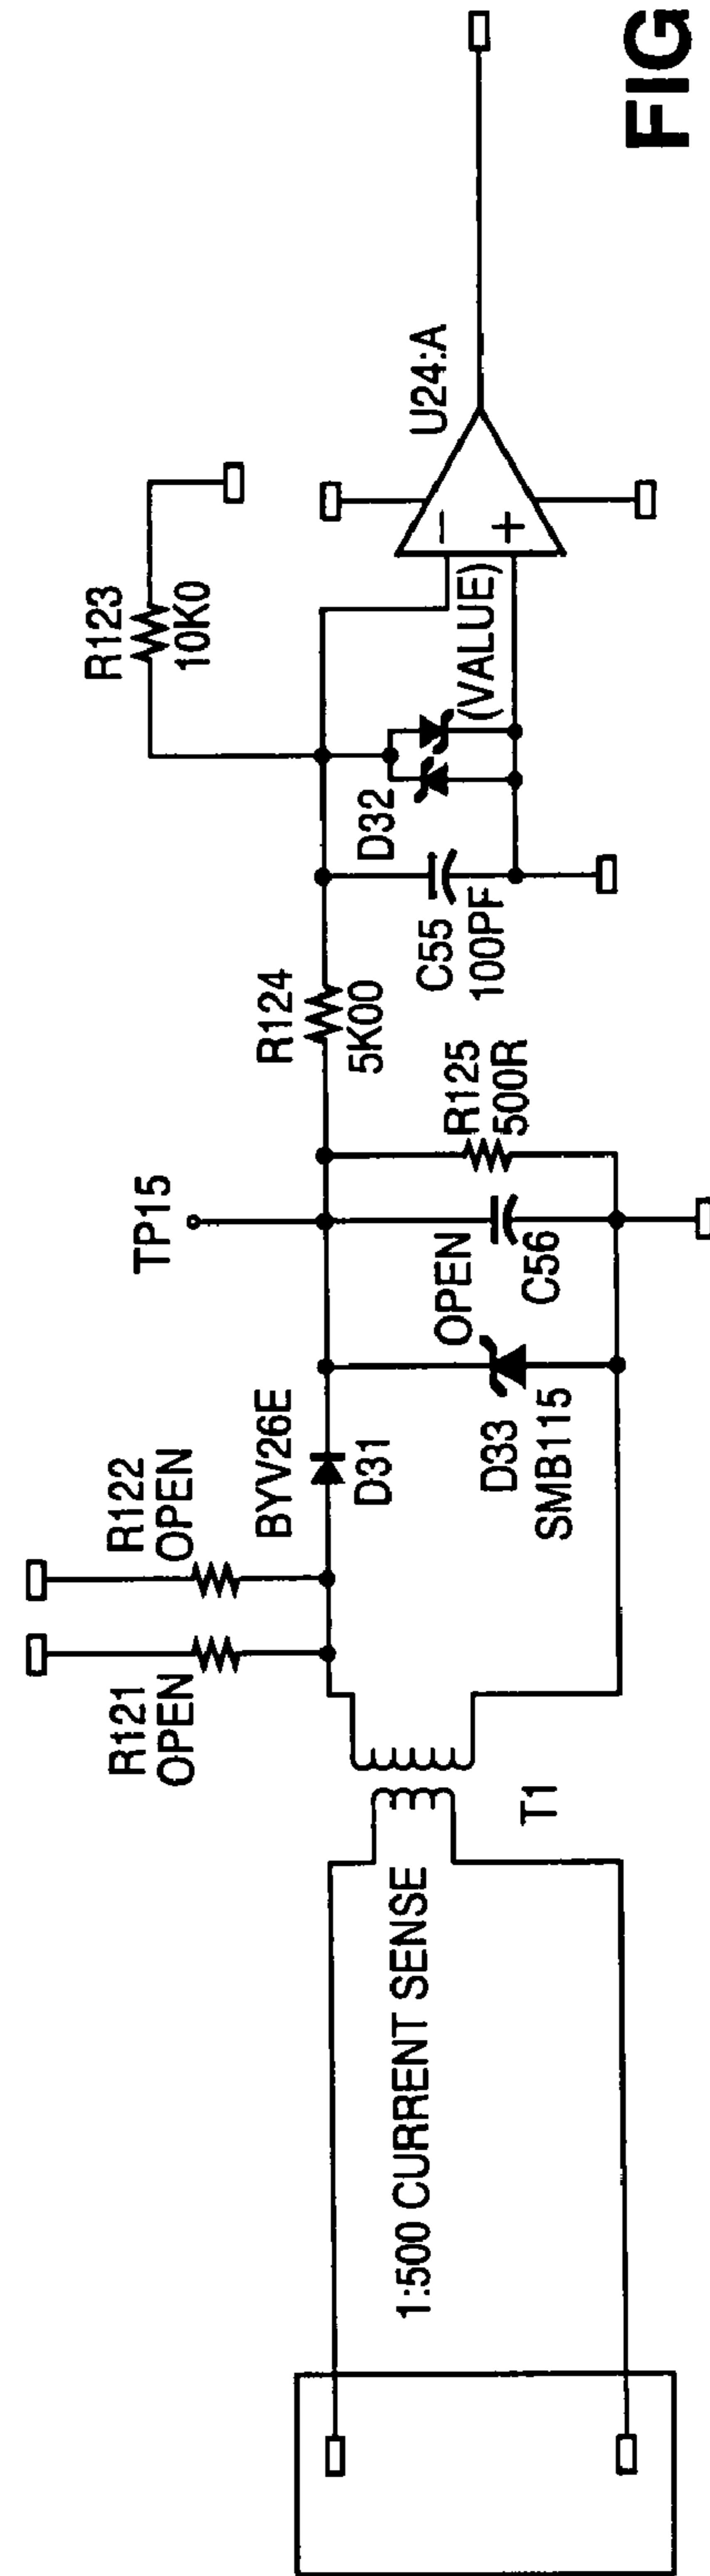 1:500 CURRENT SENSE
T1
R121
OPEN
R122
OPEN
BYV26E
D31
D33
SMB115
TP15
OPEN
C56
R125
500R
R124
5K00
C55
100PF
D32
(VALUE)
R123
10K0
−
+
U24:A
FIG